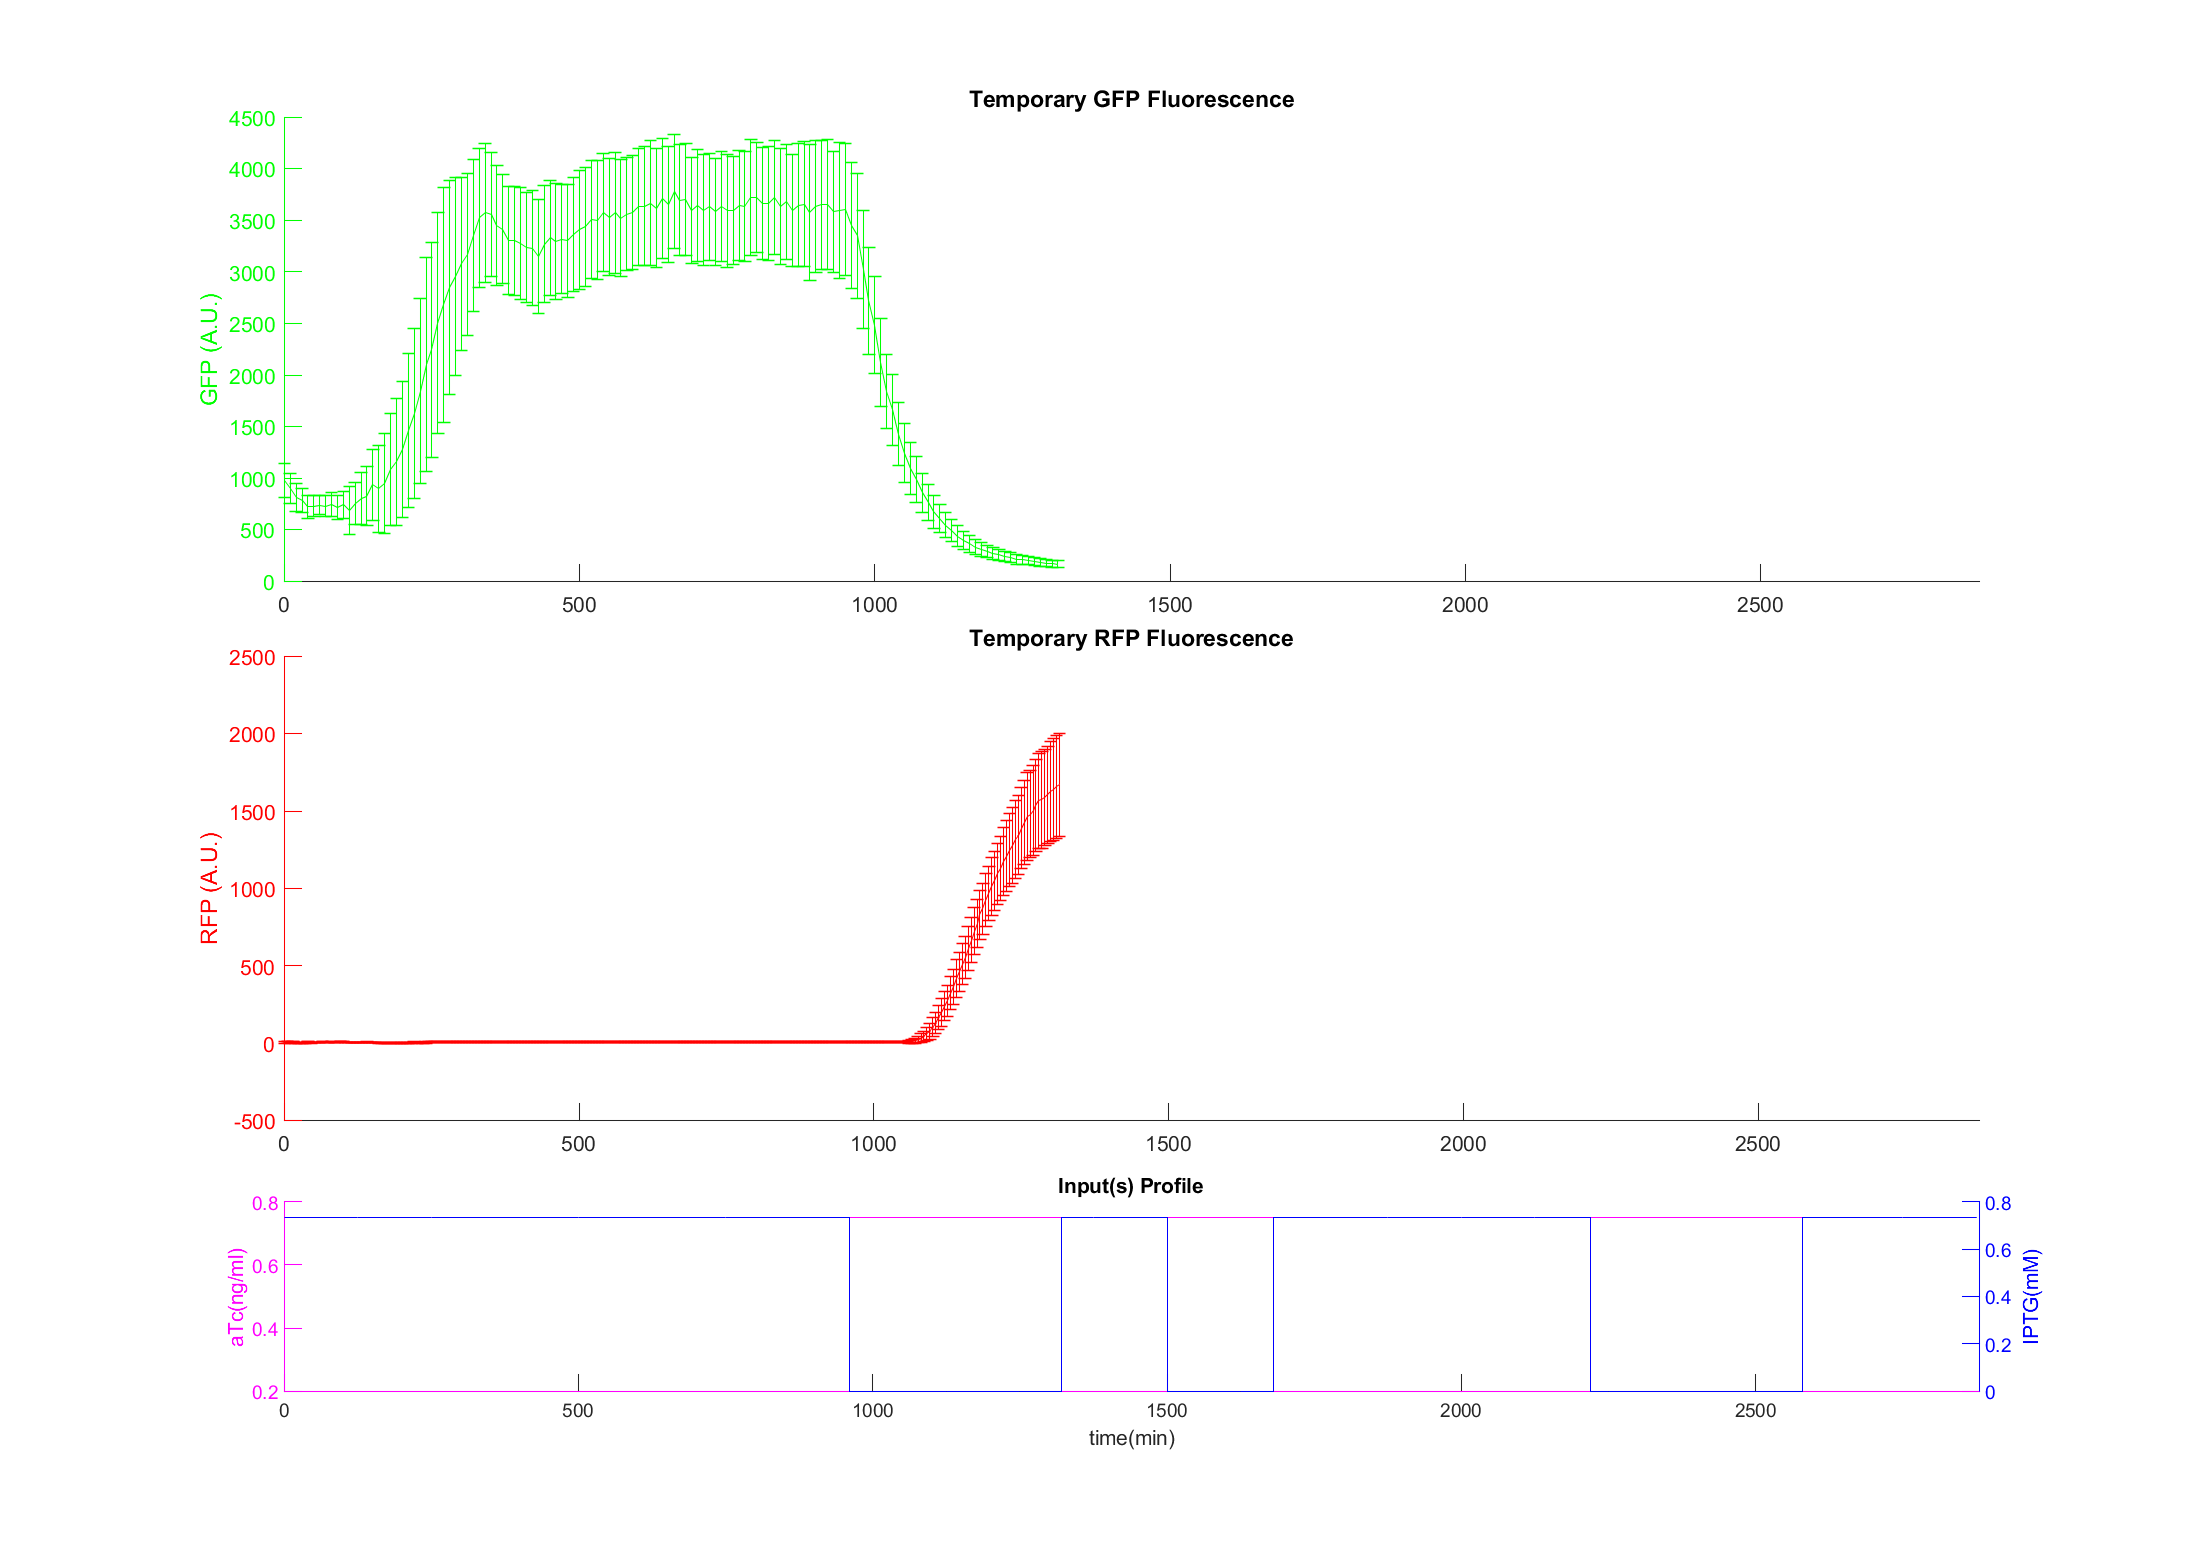 Temporary GFP Fluorescence
4500
4000
3500
3000
2500
2000
1500
1000
500
0
GFP (A.U.)
0 500 1000 1500 2000 2500
Temporary RFP Fluorescence
2500
2000
1500
1000
500
0
-500
RFP (A.U.)
0 500 1000 1500 2000 2500
Input(s) Profile
0.8
0.6
0.4
0.2
aTc(ng/ml)
0.8
0.6
0.4
0.2
0
IPTG(mM)
0 500 1000 1500 2000 2500
time(min)